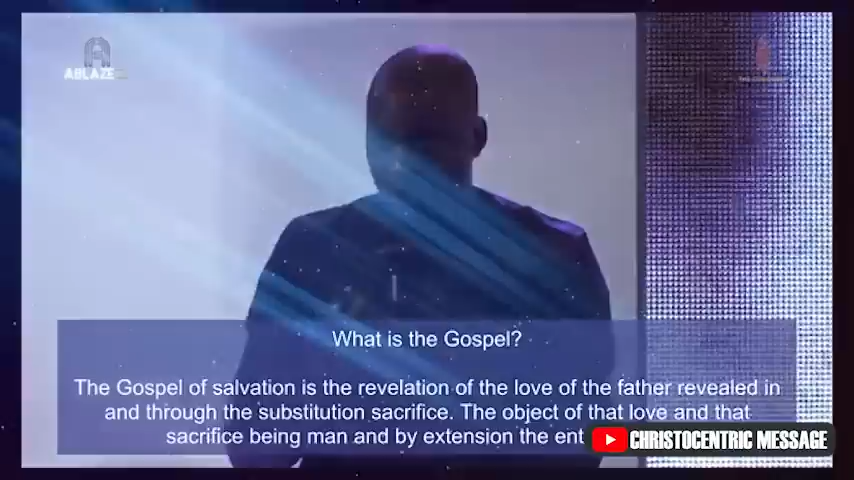 ABLAZE
What is the Gospel?
The Gospel of salvation is the revelation of the love of the father revealed in
and through the substitution sacrifice. The object of that love and that
sacrifice being man and by extension the ent
CHRISTOCENTRIC MESSAGE